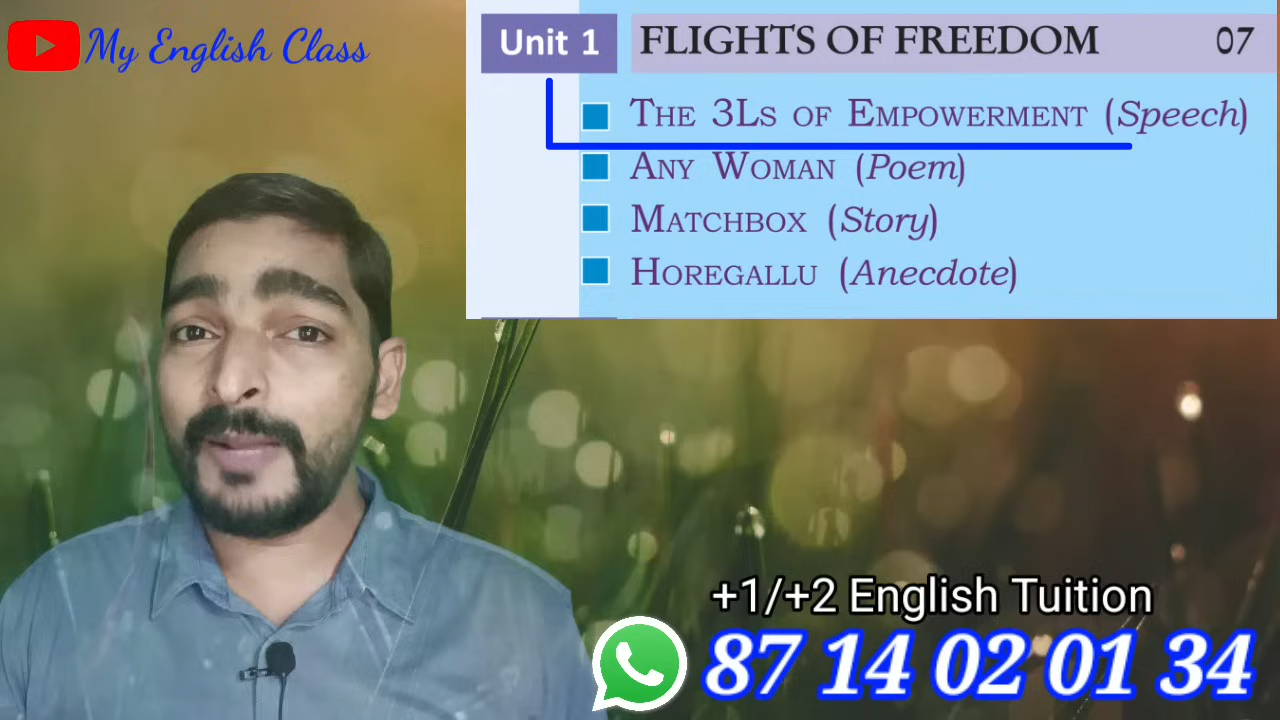 My English Class
Unit 1 FLIGHTS OF FREEDOM 07
THE 3LS OF EMPOWERMENT (Speech)
ANY WOMAN (Poem)
MATCHBOX (Story)
HOREGALLU (Anecdote)
+1/+2 English Tuition
87 14 02 01 34